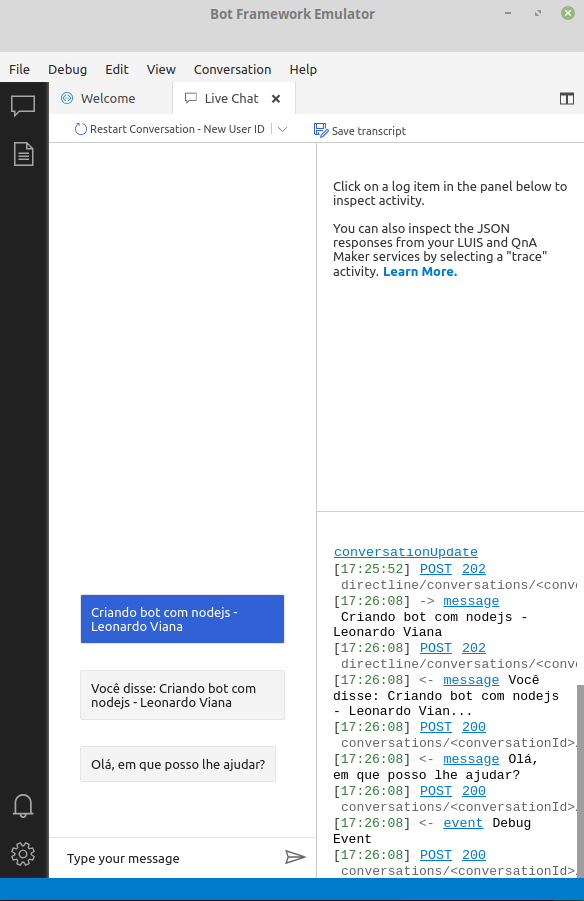 Bot Framework Emulator
File Debug Edit View Conversation Help
Welcome Live Chat
Restart Conversation - New User ID Save transcript
Click on a log item in the panel below to
inspect activity.
You can also inspect the JSON
responses from your LUIS and QnA
Maker services by selecting a "trace"
activity. Learn More.
Criando bot com nodejs -
Leonardo Viana
Você disse: Criando bot com
nodejs - Leonardo Viana
Olá, em que posso lhe ajudar?
Type your message
conversationUpdate
[17:25:52] POST 202
directline/conversations/<conve
[17:26:08] -> message
Criando bot com nodejs -
Leonardo Viana
[17:26:08] POST 202
directline/conversations/<conve
[17:26:08] <- message Você
disse: Criando bot com nodejs
- Leonardo Vian...
[17:26:08] POST 200
conversations/<conversationId>.
[17:26:08] <- message Olá,
em que posso lhe ajudar?
[17:26:08] POST 200
conversations/<conversationId>.
[17:26:08] <- event Debug
Event
[17:26:08] POST 200
conversations/<conversationId>.